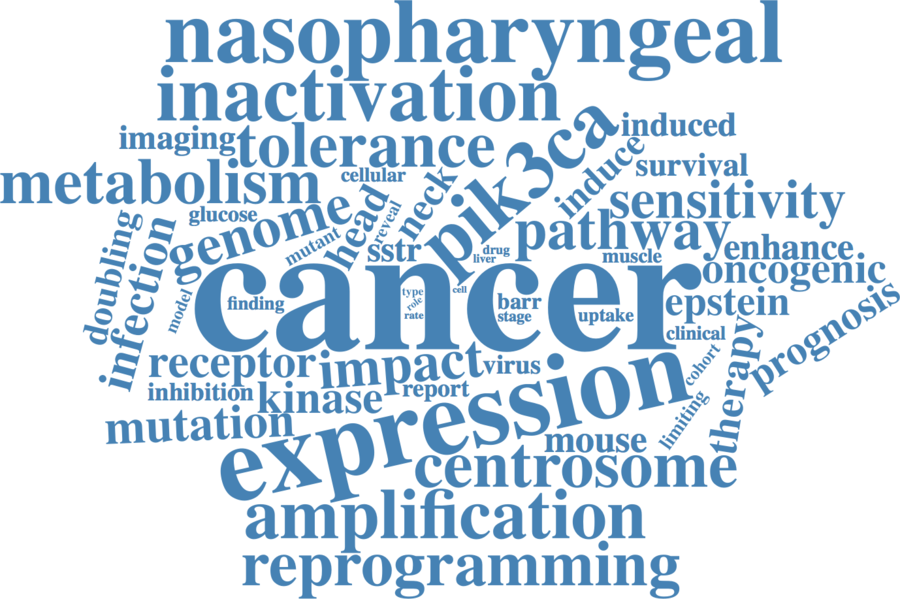 nasopharyngeal
inactivation
imaging
tolerance
pik3ca
induced
induce
survival
metabolism
cellular
glucose
genome
head
neck
reveal
mutant
sstr
sensitivity
pathway
drug
liver
muscle
enhance
oncogenic
doubling
infection
model
cancer
finding
type
role
rate
cell
barr
stage
uptake
epstein
clinical
prognosis
receptor
impact
virus
cohort
therapy
inhibition
kinase
report
limiting
mutation
expression
mouse
centrosome
amplification
reprogramming